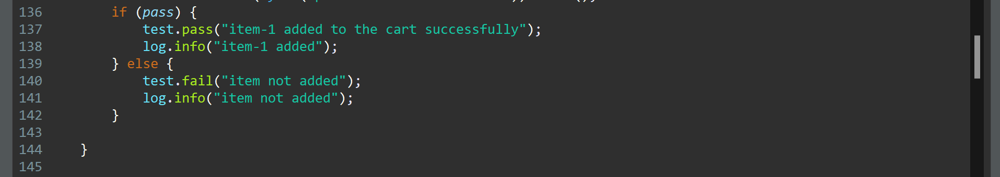 136 if (pass) {
137 test.pass("item-1 added to the cart successfully");
138 log.info("item-1 added");
139 } else {
140 test.fail("item not added");
141 log.info("item not added");
142 }
143
144 }
145